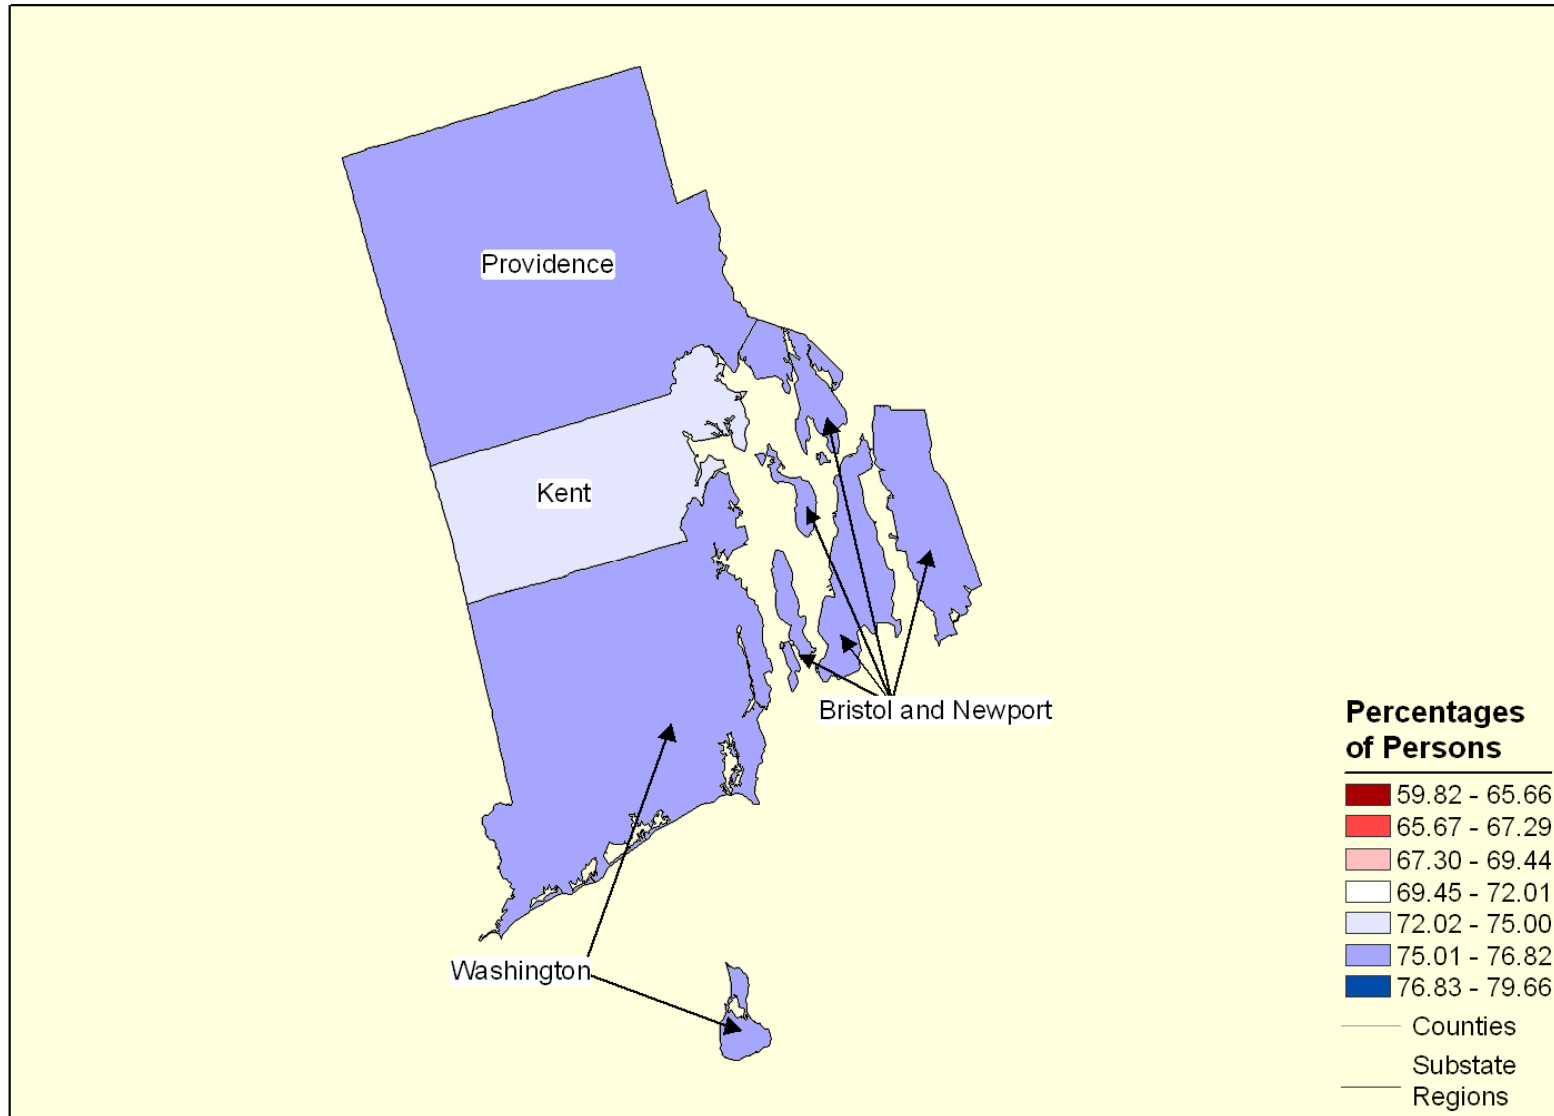 Providence
Kent
Bristol and Newport
Washington
Percentages
of Persons
59.82 - 65.66
65.67 - 67.29
67.30 - 69.44
69.45 - 72.01
72.02 - 75.00
75.01 - 76.82
76.83 - 79.66
Counties
Substate
Regions